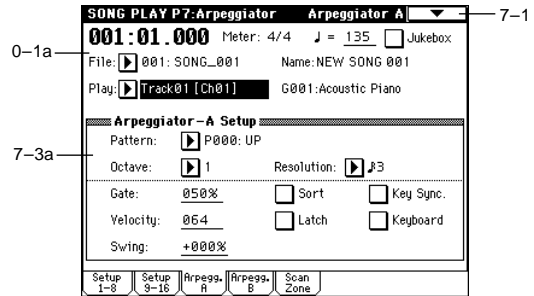 SONG PLAY P7:Arpeggiator Arpeggiator A
7–1
001:01.000 Meter: 4/4 ♩ = 135 Jukebox
0–1a
File: 001: SONG_001 Name:NEW SONG 001
Play: Track01 [Ch01] G001:Acoustic Piano
Arpeggiator-A Setup
7–3a
Pattern: P000: UP
Octave: 1 Resolution: ♪3
Gate: 050% Sort Key Sync.
Velocity: 064 Latch Keyboard
Swing: +000%
Setup 1-8 Setup 9-16 Arpegg. A Arpegg. B Scan Zone